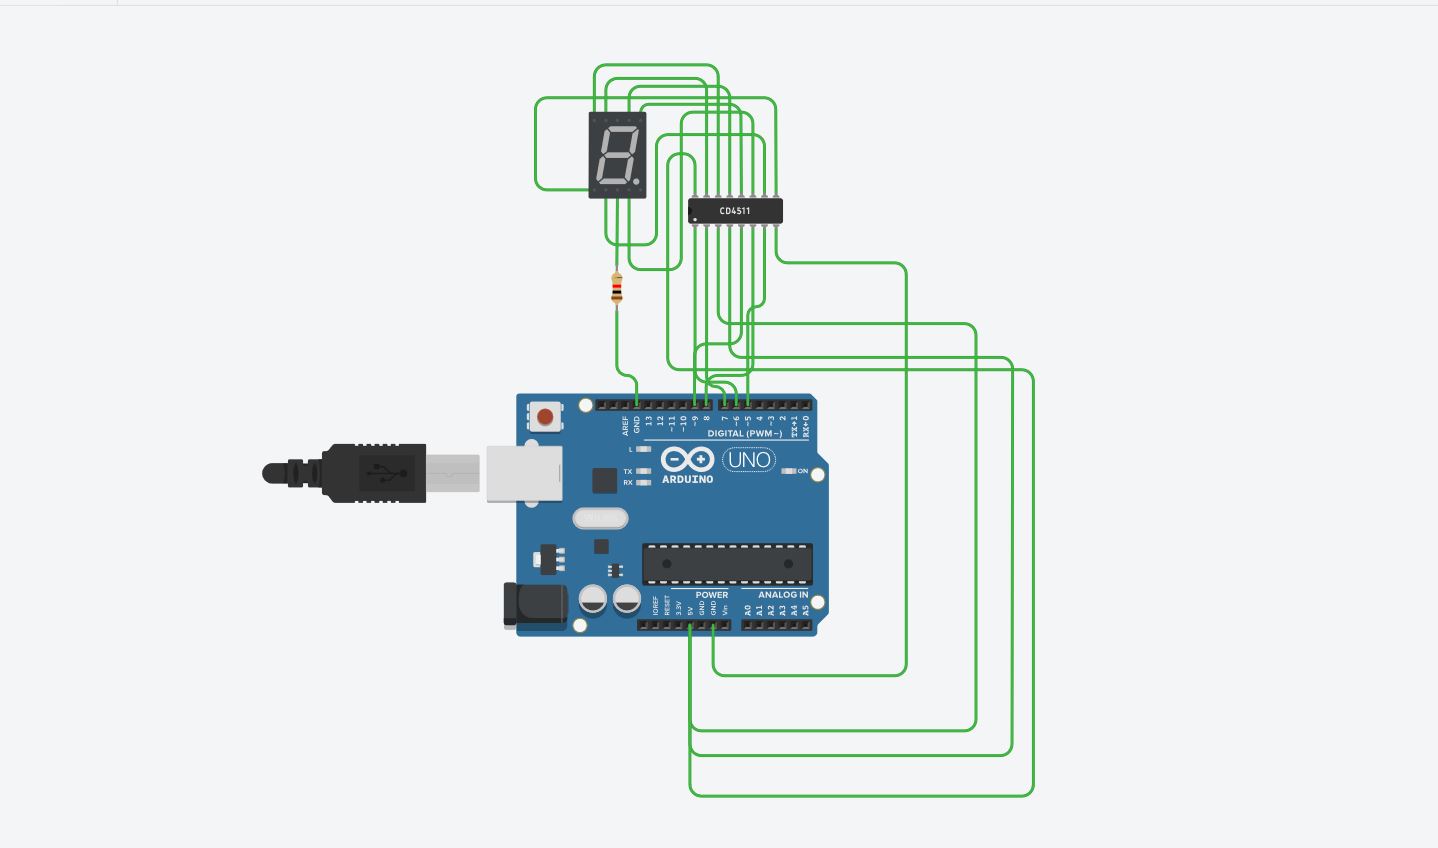 CD4511
AREF
GND
13
12
~11
~10
~9
8
7
~6
~5
4
~3
2
TX→1
RX←0
DIGITAL (PWM~)
L
TX
RX
ARDUINO
UNO
ON
POWER
ANALOG IN
IOREF
RESET
3.3V
5V
GND
GND
Vin
A0
A1
A2
A3
A4
A5